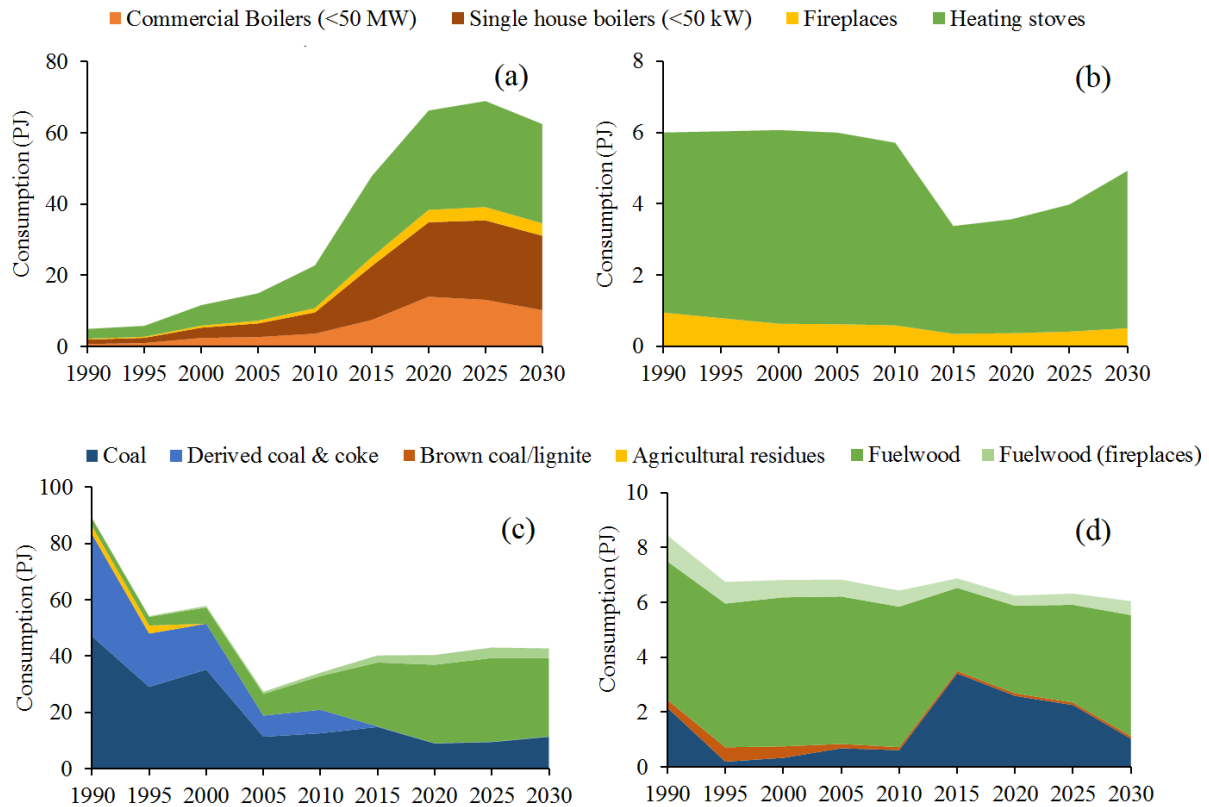 Commercial Boilers (<50 MW) Single house boilers (<50 kW) Fireplaces Heating stoves
(a)
Consumption (PJ)
80
60
40
20
0
1990 1995 2000 2005 2010 2015 2020 2025 2030
(b)
Consumption (PJ)
8
6
4
2
0
1990 1995 2000 2005 2010 2015 2020 2025 2030
Coal Derived coal & coke Brown coal/lignite Agricultural residues Fuelwood Fuelwood (fireplaces)
(c)
Consumption (PJ)
100
80
60
40
20
0
1990 1995 2000 2005 2010 2015 2020 2025 2030
(d)
Consumption (PJ)
10
8
6
4
2
0
1990 1995 2000 2005 2010 2015 2020 2025 2030